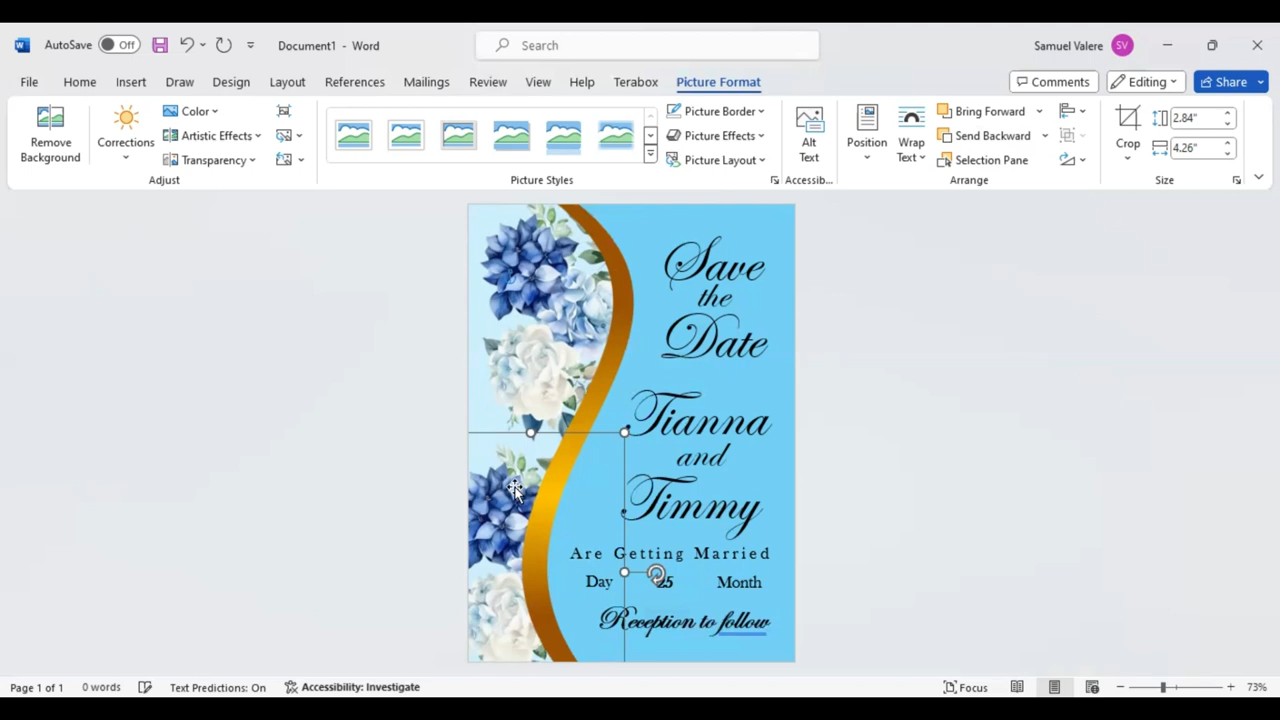 AutoSave Off Document1 - Word Search Samuel Valere SV
File Home Insert Draw Design Layout References Mailings Review View Help Terabox Picture Format Comments Editing Share
Remove Background
Corrections
Color
Artistic Effects
Transparency
Adjust
Picture Border
Picture Effects
Picture Layout
Picture Styles
Alt Text
Accessib...
Position
Wrap Text
Bring Forward
Send Backward
Selection Pane
Arrange
Crop
2.84"
4.26"
Size
Save
the
Date
Tianna
and
Timmy
Are Getting Married
Day 25 Month
Reception to follow
Page 1 of 1 0 words Text Predictions: On Accessibility: Investigate Focus 73%